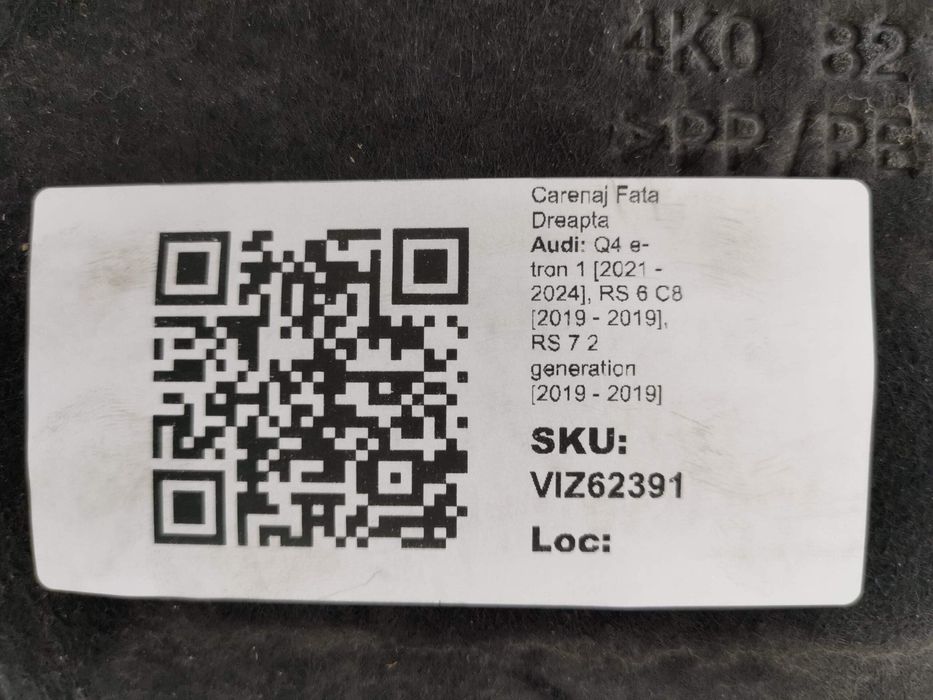 4K0 82
>PP/PE
Carenaj Fata
Dreapta
Audi: Q4 e-
tron 1 [2021 -
2024], RS 6 C8
[2019 - 2019],
RS 7 2
generation
[2019 - 2019]
SKU:
VIZ62391
Loc: